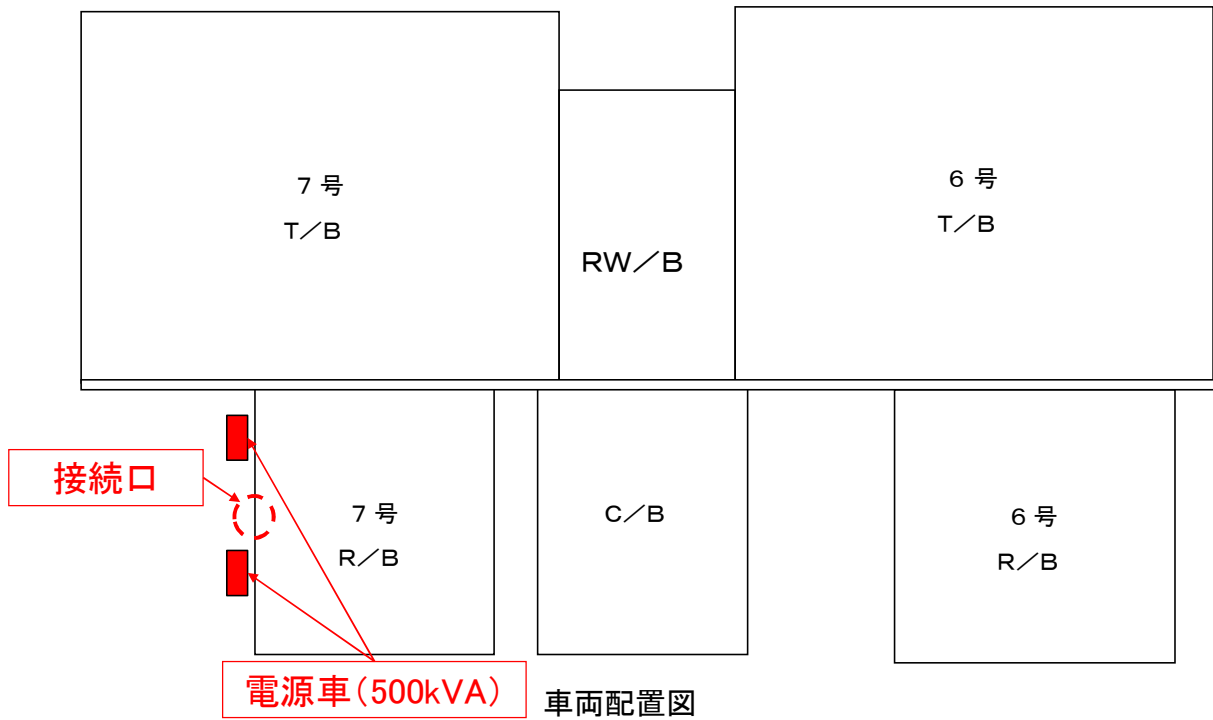 7 号
T/B
RW/B
6 号
T/B
接続口
7 号
R/B
C/B
6 号
R/B
電源車(500kVA)
車両配置図